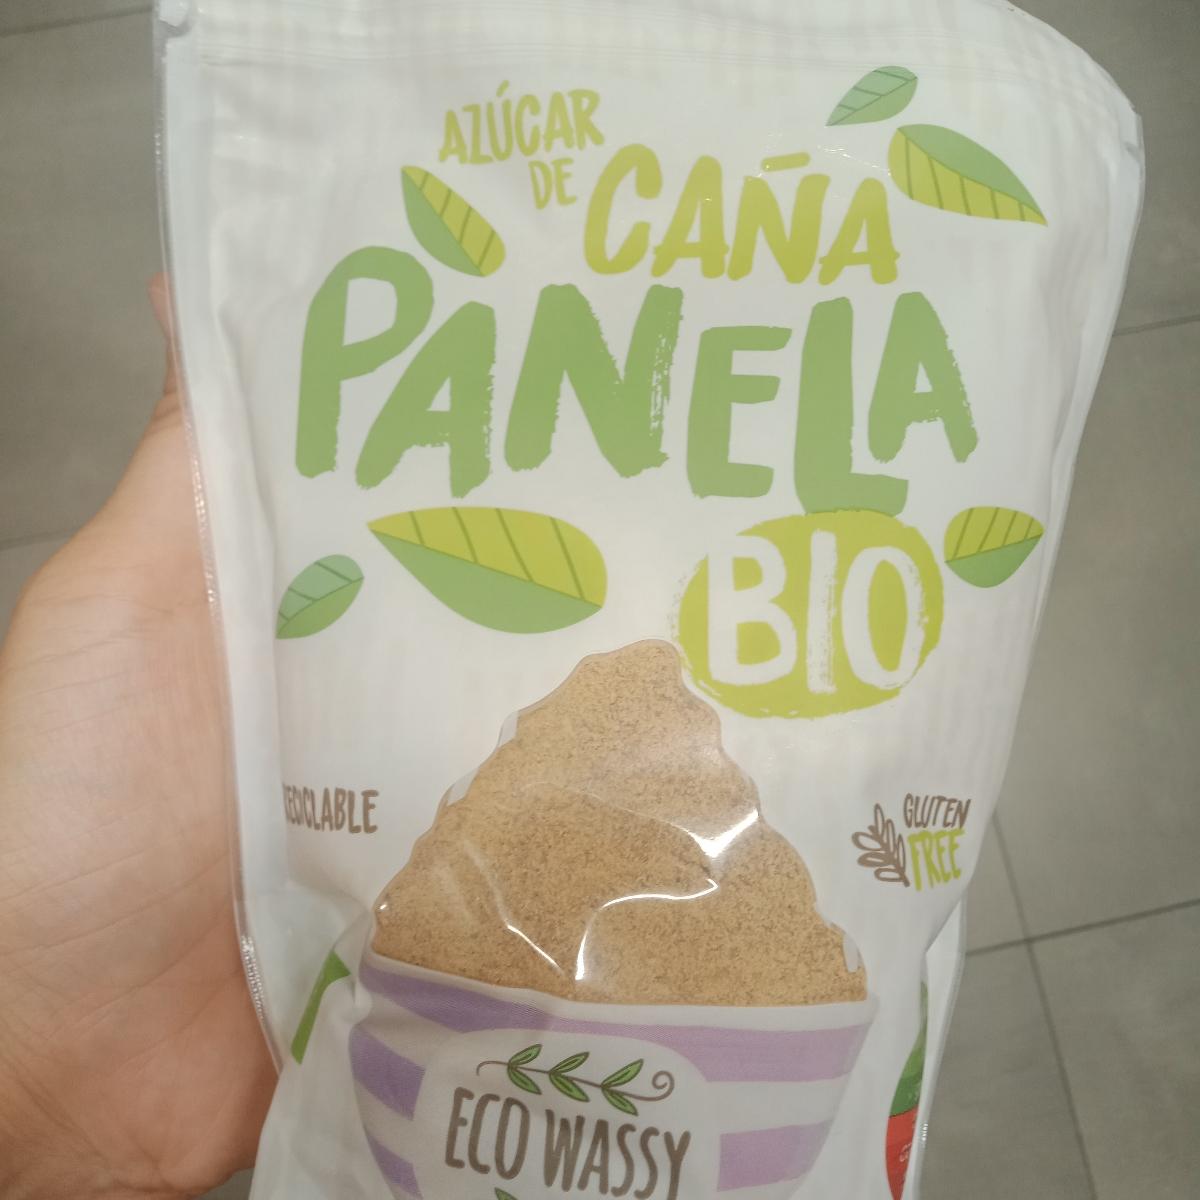 AZÚCAR
DE CAÑA
PANELA
BIO
RECICLABLE
GLUTEN
FREE
ECO WASSY